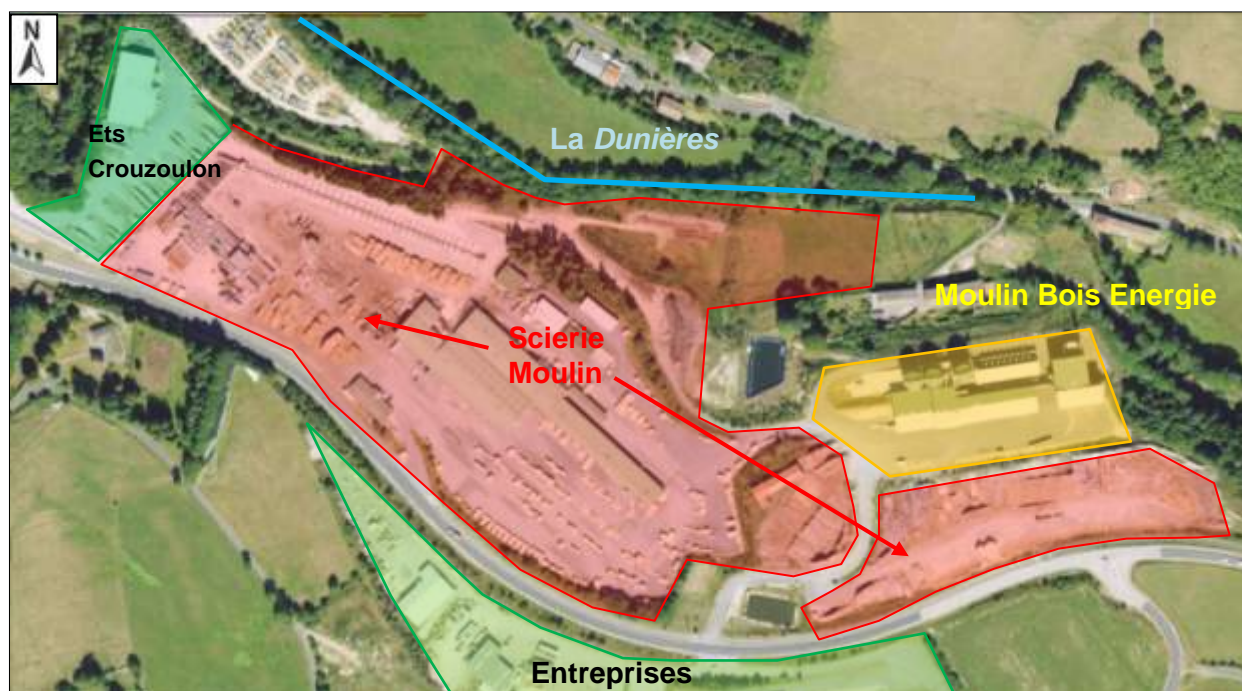 N
Ets
Crouzoulon
La Dunières
Moulin Bois Energie
Scierie
Moulin
Entreprises